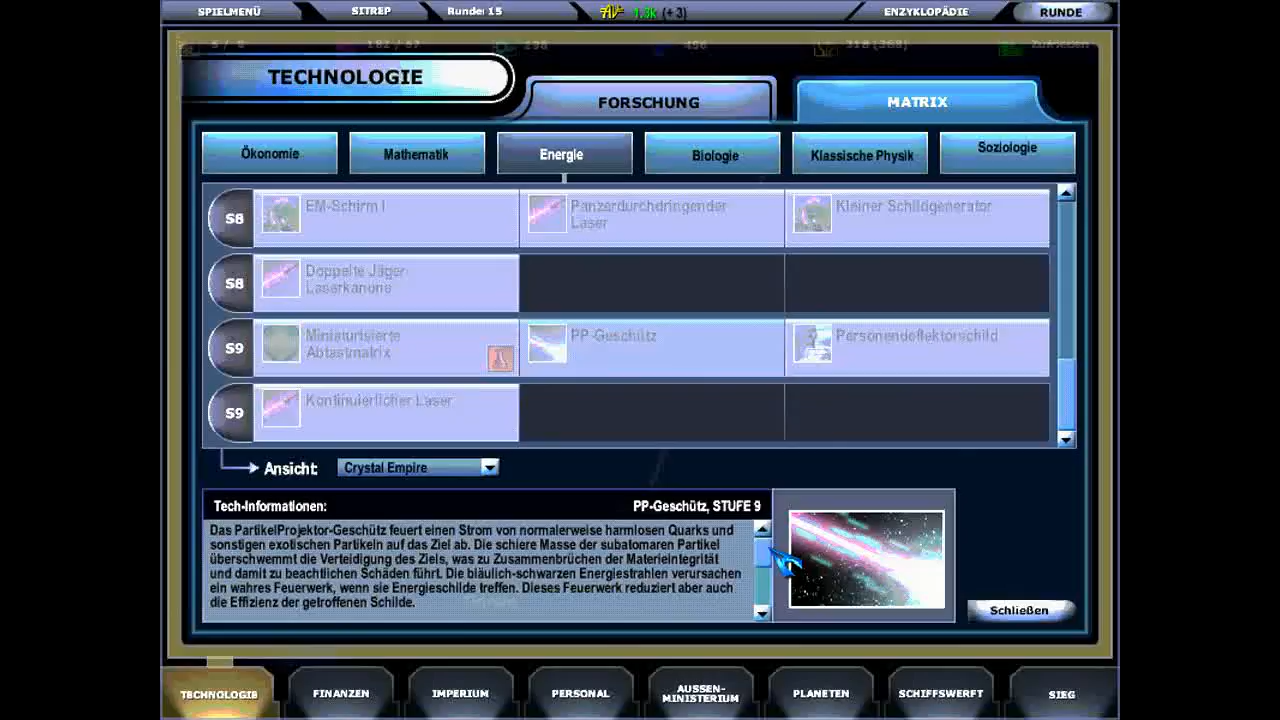 SPIELMENÜ SITREP Runde: 15 1.3k (+3) ENZYKLOPÄDIE RUNDE
TECHNOLOGIE
FORSCHUNG
MATRIX
Ökonomie Mathematik Energie Biologie Klassische Physik Soziologie
S8 EM-Schirm I Panzerdurchdringender Kleiner Schildgenerator
Laser
S8 Doppelte Jäger
Laserkanone
S9 Miniaturisierte PP-Geschütz Personendeflektorschild
Abtastmatrix
S9 Kontinuierlicher Laser
Ansicht: Crystal Empire
Tech-Informationen: PP-Geschütz, STUFE 9
Das PartikelProjektor-Geschütz feuert einen Strom von normalerweise harmlosen Quarks und
sonstigen exotischen Partikeln auf das Ziel ab. Die schiere Masse der subatomaren Partikel
überschwemmt die Verteidigung des Ziels, was zu Zusammenbrüchen der Materieintegrität
und damit zu beachtlichen Schäden führt. Die bläulich-schwarzen Energiestrahlen verursachen
ein wahres Feuerwerk, wenn sie Energieschilde treffen. Dieses Feuerwerk reduziert aber auch
die Effizienz der getroffenen Schilde.
Schließen
TECHNOLOGIE FINANZEN IMPERIUM PERSONAL AUSSEN-
MINISTERIUM PLANETEN SCHIFFSWERFT SIEG